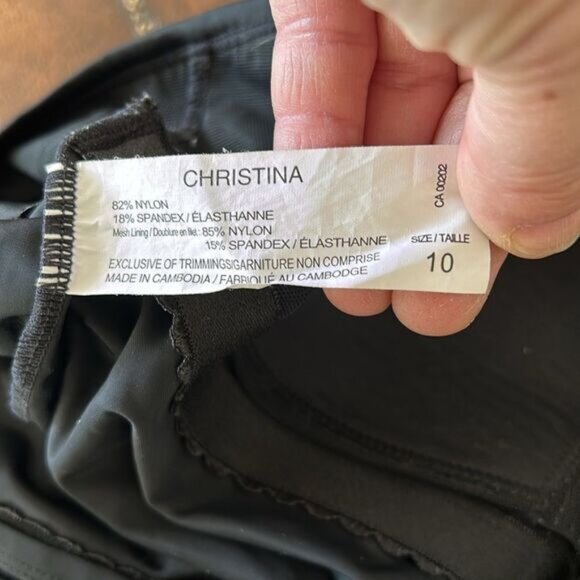 CHRISTINA
82% NYLON
18% SPANDEX / ÉLASTHANNE
Mesh Lining / Doublure en filet: 85% NYLON
15% SPANDEX / ÉLASTHANNE
EXCLUSIVE OF TRIMMINGS/GARNITURE NON COMPRISE
MADE IN CAMBODIA / FABRIQUÉ AU CAMBODGE
SIZE / TAILLE
10
CA 00202